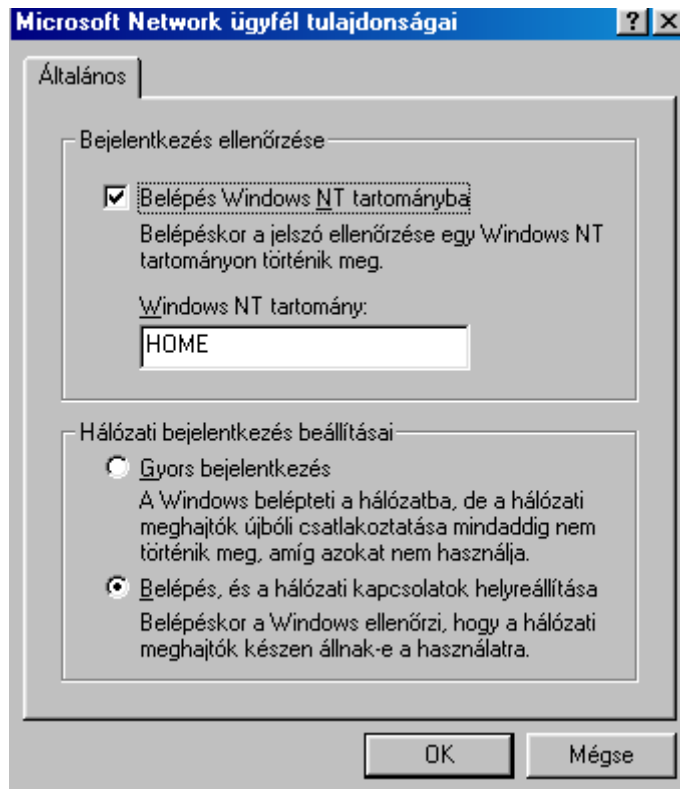 Microsoft Network ügyfél tulajdonságai
Általános
Bejelentkezés ellenőrzése
Belépés Windows NT tartományba
Belépéskor a jelszó ellenőrzése egy Windows NT
tartományon történik meg.
Windows NT tartomány:
HOME
Hálózati bejelentkezés beállításai
Gyors bejelentkezés
A Windows belépteti a hálózatba, de a hálózati
meghajtók újbóli csatlakoztatása mindaddig nem
történik meg, amíg azokat nem használja.
Belépés, és a hálózati kapcsolatok helyreállítása
Belépéskor a Windows ellenőrzi, hogy a hálózati
meghajtók készen állnak-e a használatra.
OK
Mégse